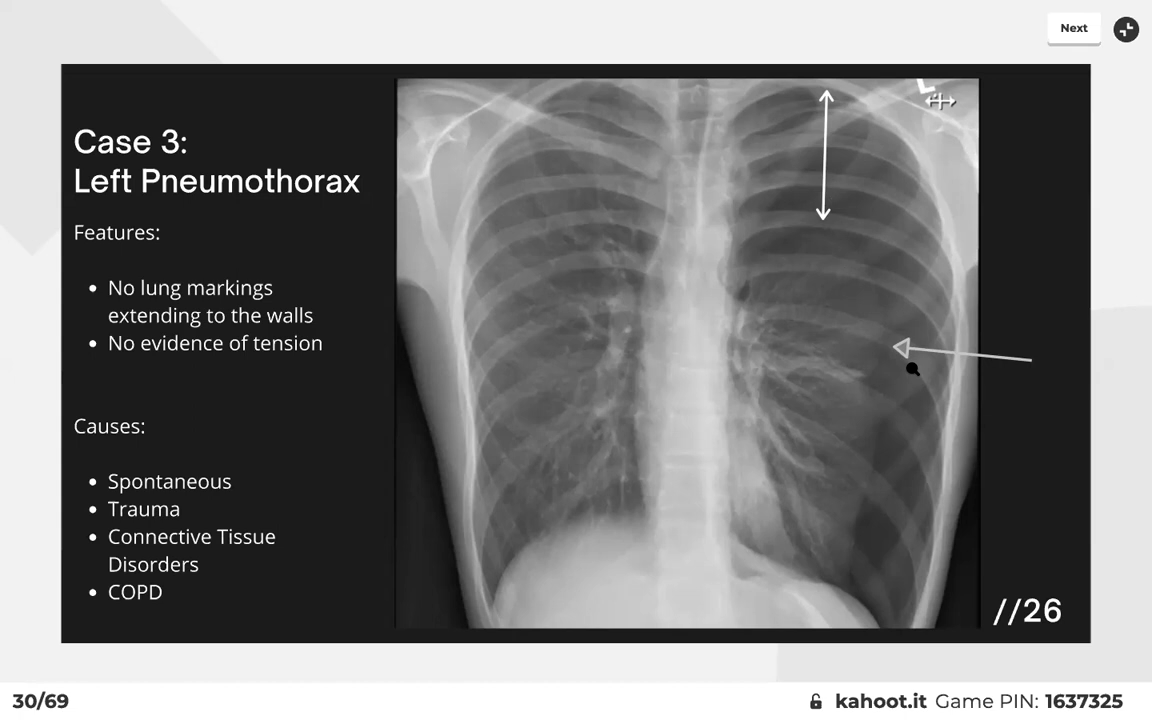 Next
Case 3:
Left Pneumothorax
Features:
• No lung markings
extending to the walls
• No evidence of tension
Causes:
• Spontaneous
• Trauma
• Connective Tissue
Disorders
• COPD
L
//26
30/69
kahoot.it Game PIN: 1637325